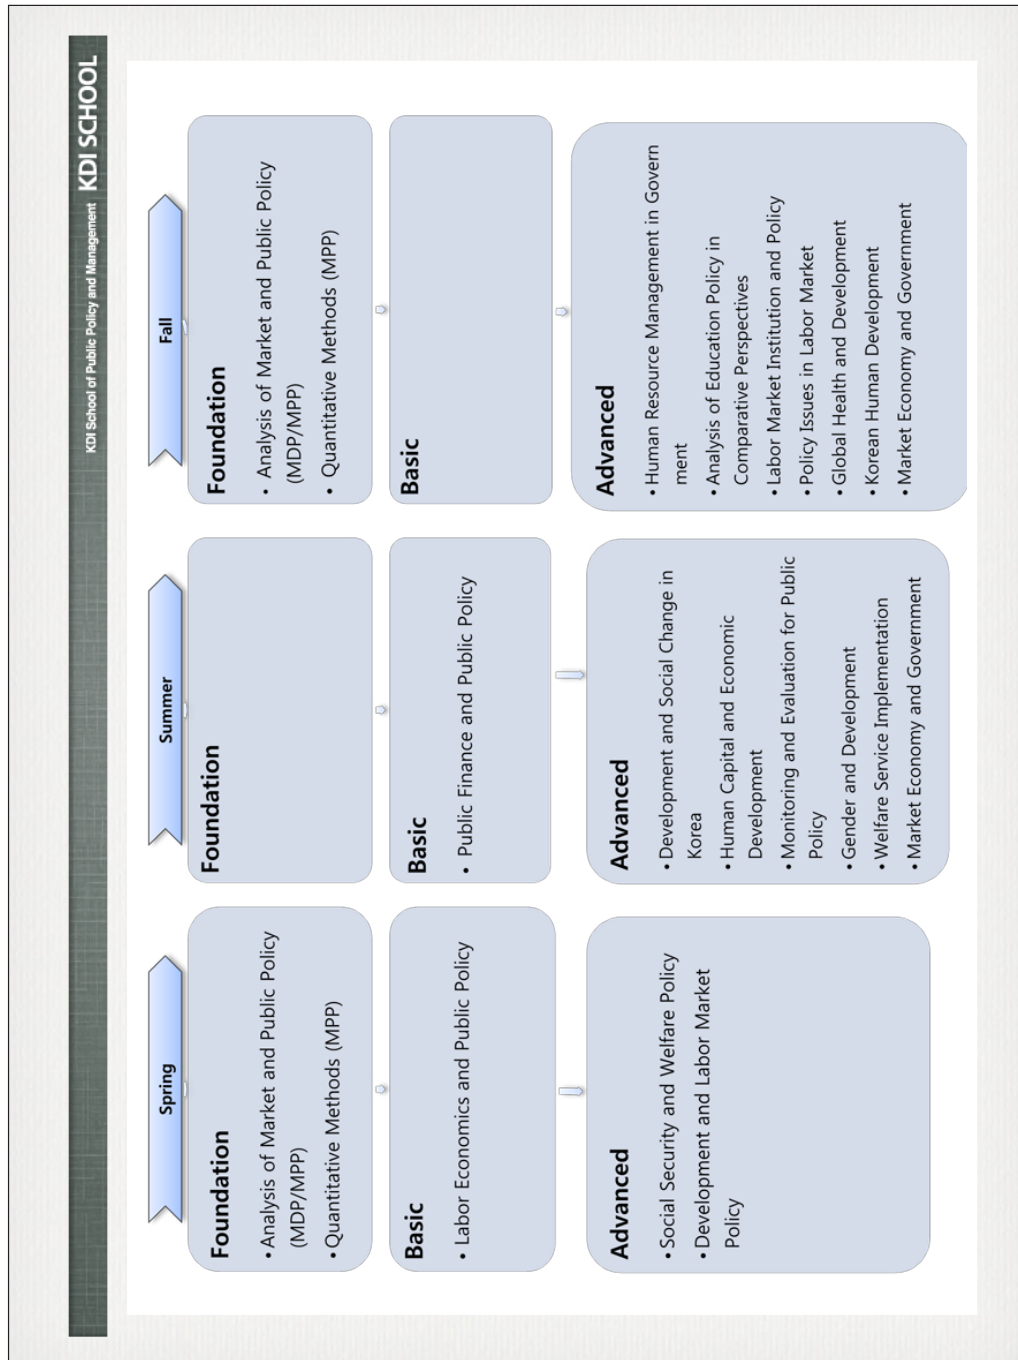 KDI School of Public Policy and Management KDI SCHOOL
Spring
Foundation
• Analysis of Market and Public Policy
(MDP/MPP)
• Quantitative Methods (MPP)
Basic
• Labor Economics and Public Policy
Advanced
• Social Security and Welfare Policy
• Development and Labor Market
Policy
Summer
Foundation
Basic
• Public Finance and Public Policy
Advanced
• Development and Social Change in
Korea
• Human Capital and Economic
Development
• Monitoring and Evaluation for Public
Policy
• Gender and Development
• Welfare Service Implementation
• Market Economy and Government
Fall
Foundation
• Analysis of Market and Public Policy
(MDP/MPP)
• Quantitative Methods (MPP)
Basic
Advanced
• Human Resource Management in Govern
ment
• Analysis of Education Policy in
Comparative Perspectives
• Labor Market Institution and Policy
• Policy Issues in Labor Market
• Global Health and Development
• Korean Human Development
• Market Economy and Government